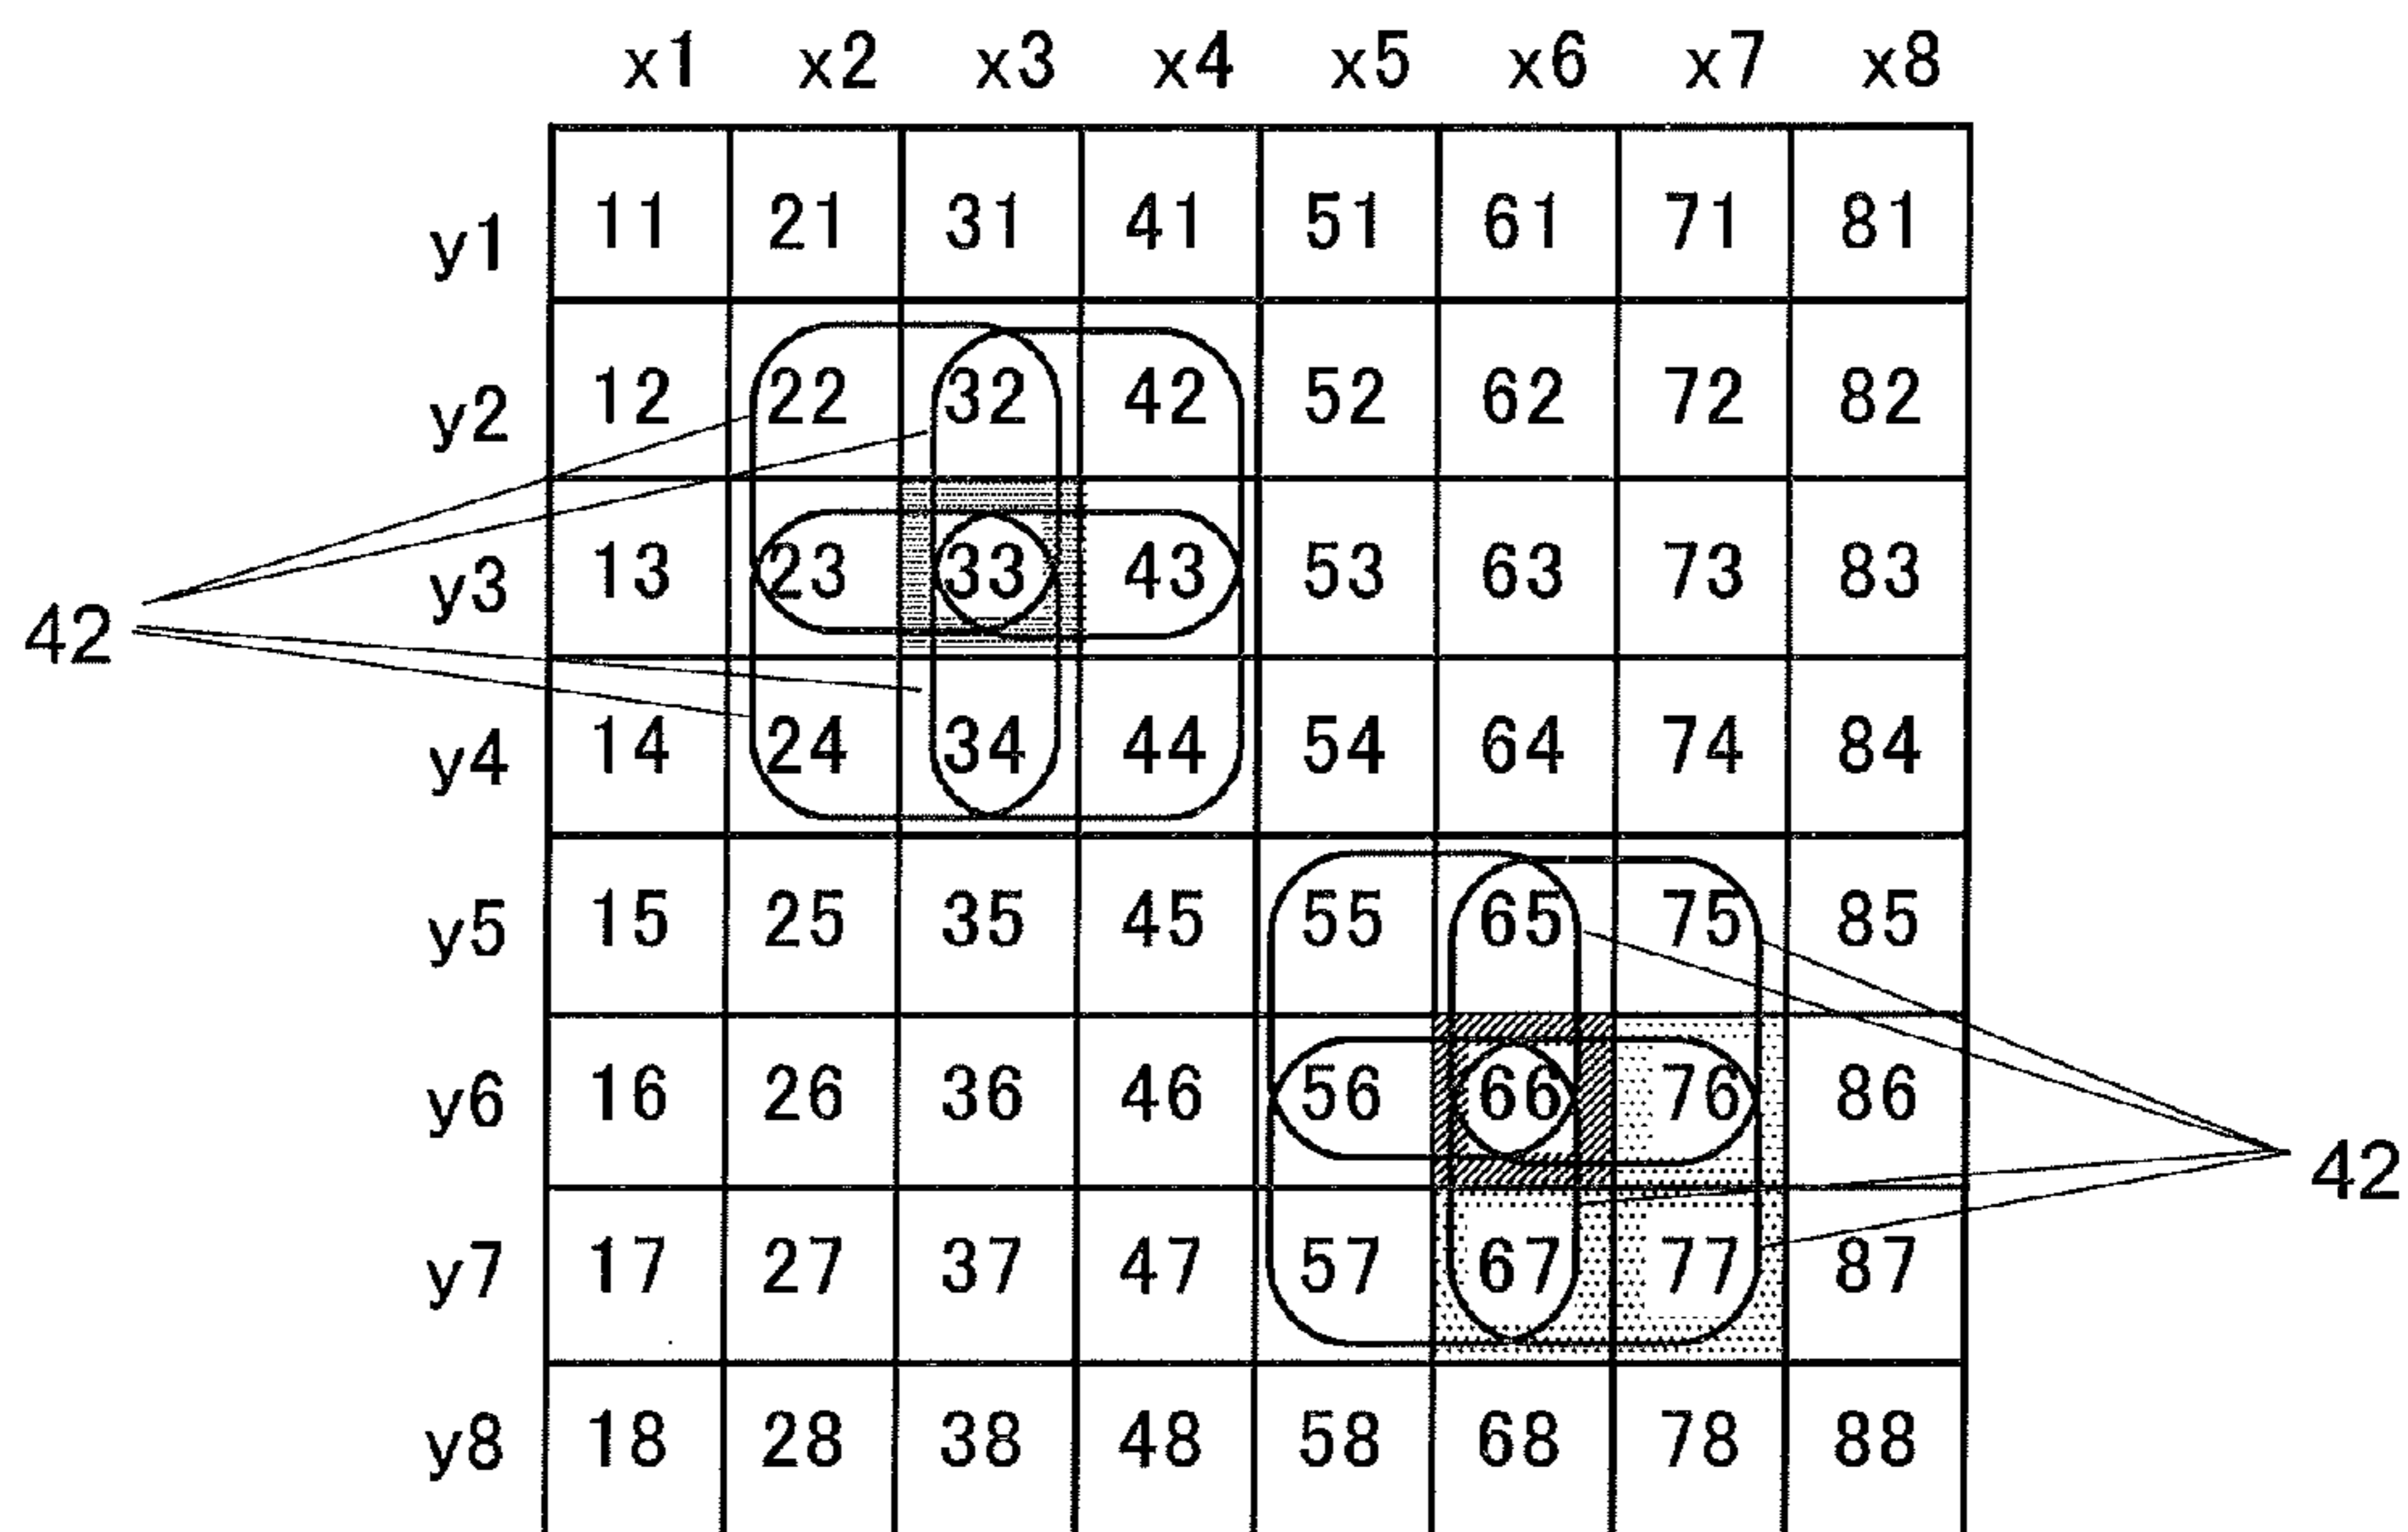 x1 x2 x3 x4 x5 x6 x7 x8
y1 11 21 31 41 51 61 71 81
y2 12 22 32 42 52 62 72 82
y3 13 23 33 43 53 63 73 83
42
y4 14 24 34 44 54 64 74 84
y5 15 25 35 45 55 65 75 85
y6 16 26 36 46 56 66 76 86
42
y7 17 27 37 47 57 67 77 87
y8 18 28 38 48 58 68 78 88